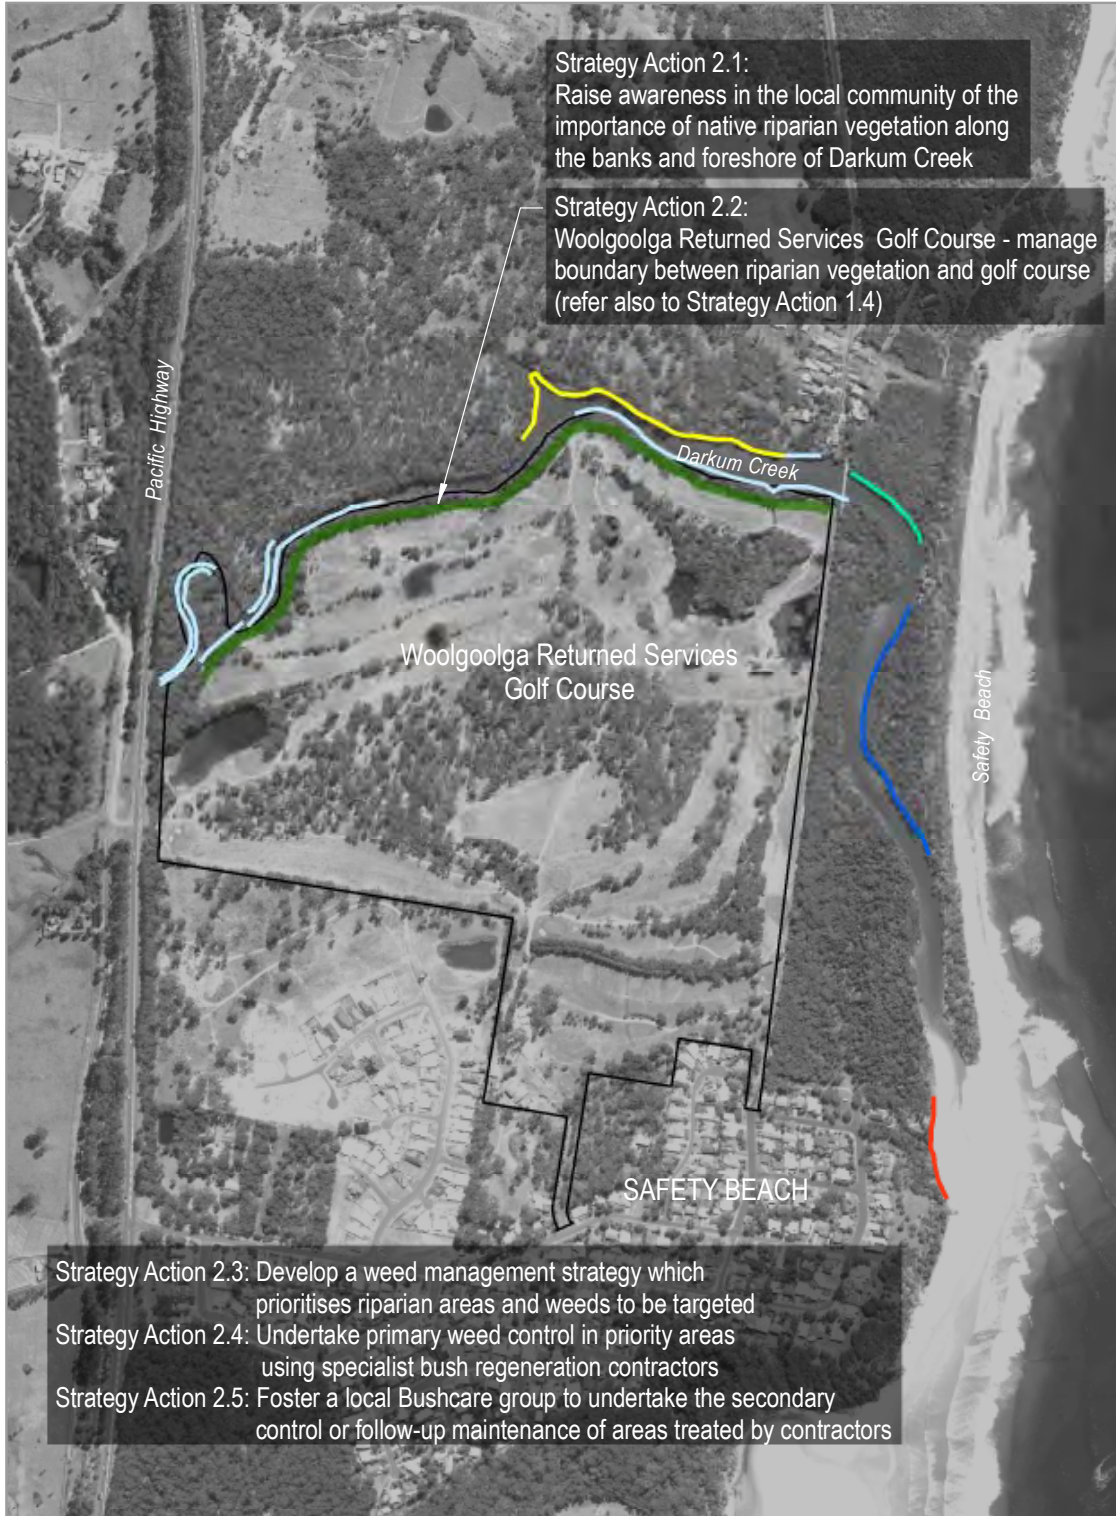 Strategy Action 2.1:
Raise awareness in the local community of the
importance of native riparian vegetation along
the banks and foreshore of Darkum Creek
Strategy Action 2.2:
Woolgoolga Returned Services Golf Course - manage
boundary between riparian vegetation and golf course
(refer also to Strategy Action 1.4)
Pacific Highway
Darkum Creek
Woolgoolga Returned Services
Golf Course
Safety Beach
SAFETY BEACH
Strategy Action 2.3: Develop a weed management strategy which
prioritises riparian areas and weeds to be targeted
Strategy Action 2.4: Undertake primary weed control in priority areas
using specialist bush regeneration contractors
Strategy Action 2.5: Foster a local Bushcare group to undertake the secondary
control or follow-up maintenance of areas treated by contractors